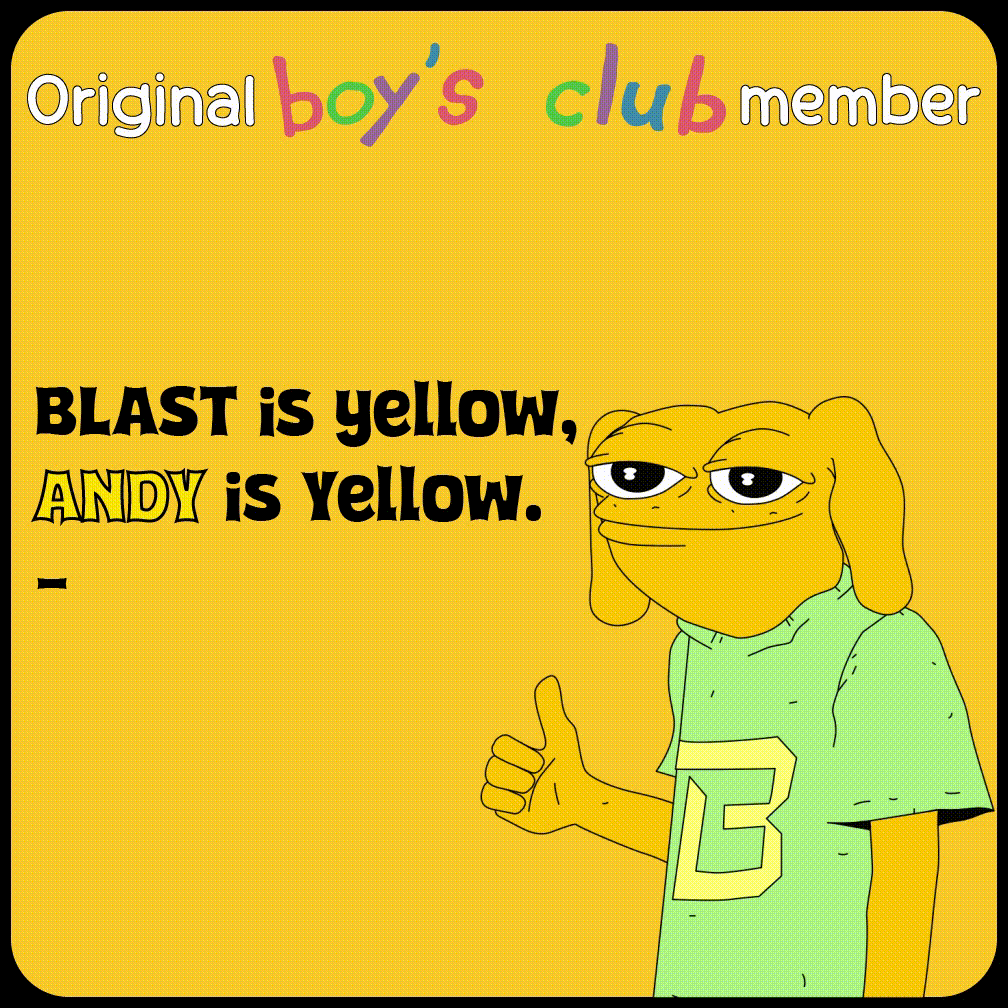 Original boy's club member
BLAST is yellow,
ANDY is Yellow.
-
B